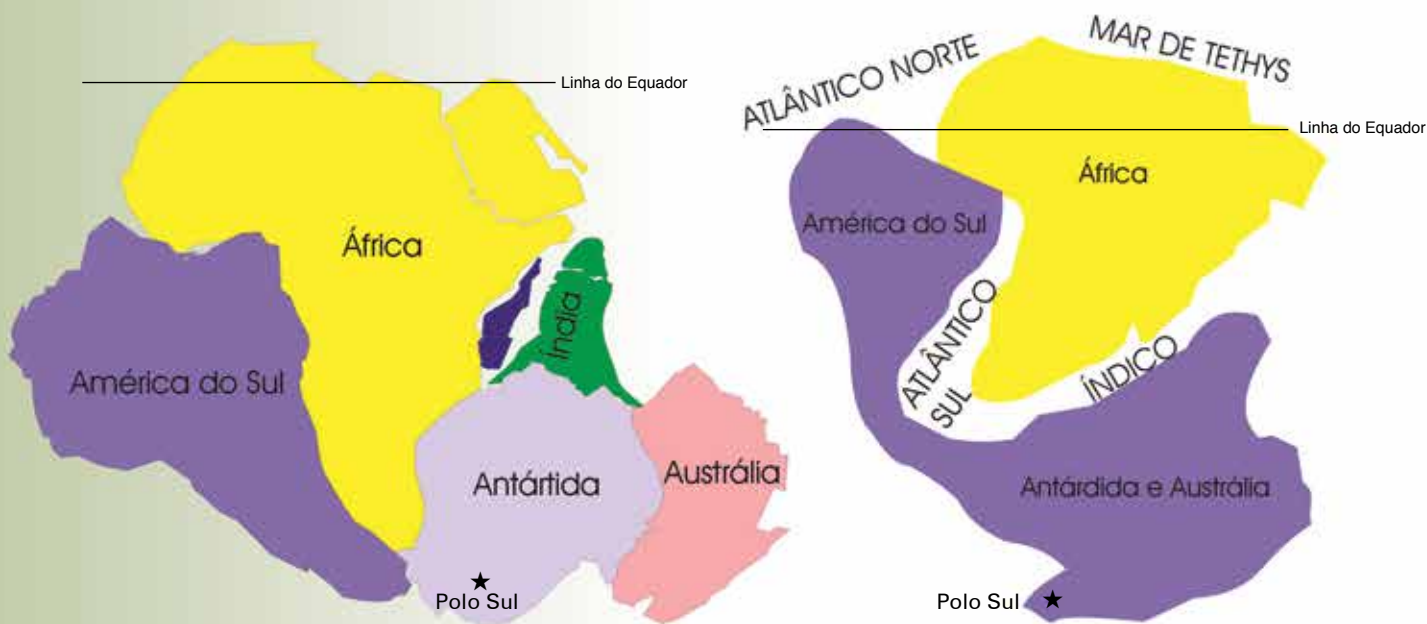 Linha do Equador
África
Índia
América do Sul
Antártida
Austrália
Polo Sul
ATLÂNTICO NORTE
MAR DE TETHYS
Linha do Equador
África
América do Sul
ATLÂNTICO
SUL
ÍNDICO
Antárdida e Austrália
Polo Sul